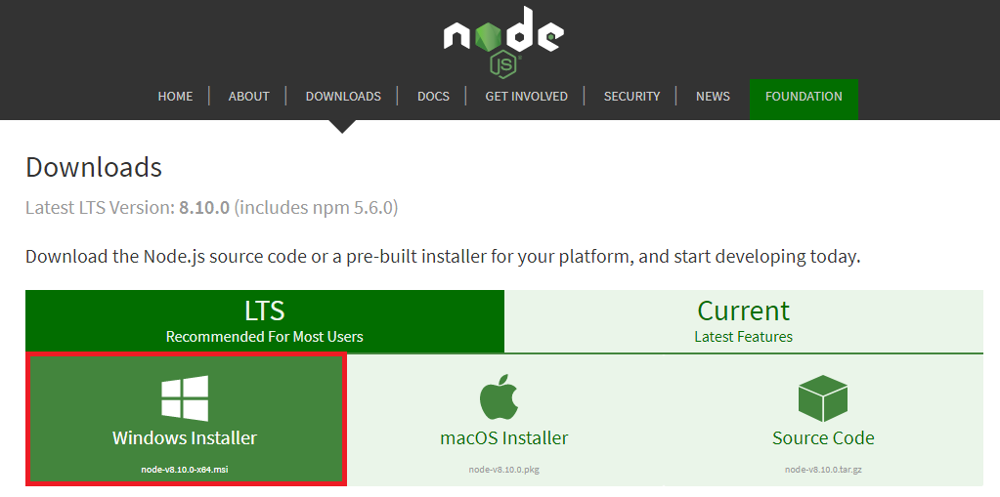 node
JS
HOME
ABOUT
DOWNLOADS
DOCS
GET INVOLVED
SECURITY
NEWS
FOUNDATION
Downloads
Latest LTS Version: 8.10.0 (includes npm 5.6.0)
Download the Node.js source code or a pre-built installer for your platform, and start developing today.
LTS
Recommended For Most Users
Current
Latest Features
Windows Installer
node-v8.10.0-x64.msi
macOS Installer
node-v8.10.0.pkg
Source Code
node-v8.10.0.tar.gz